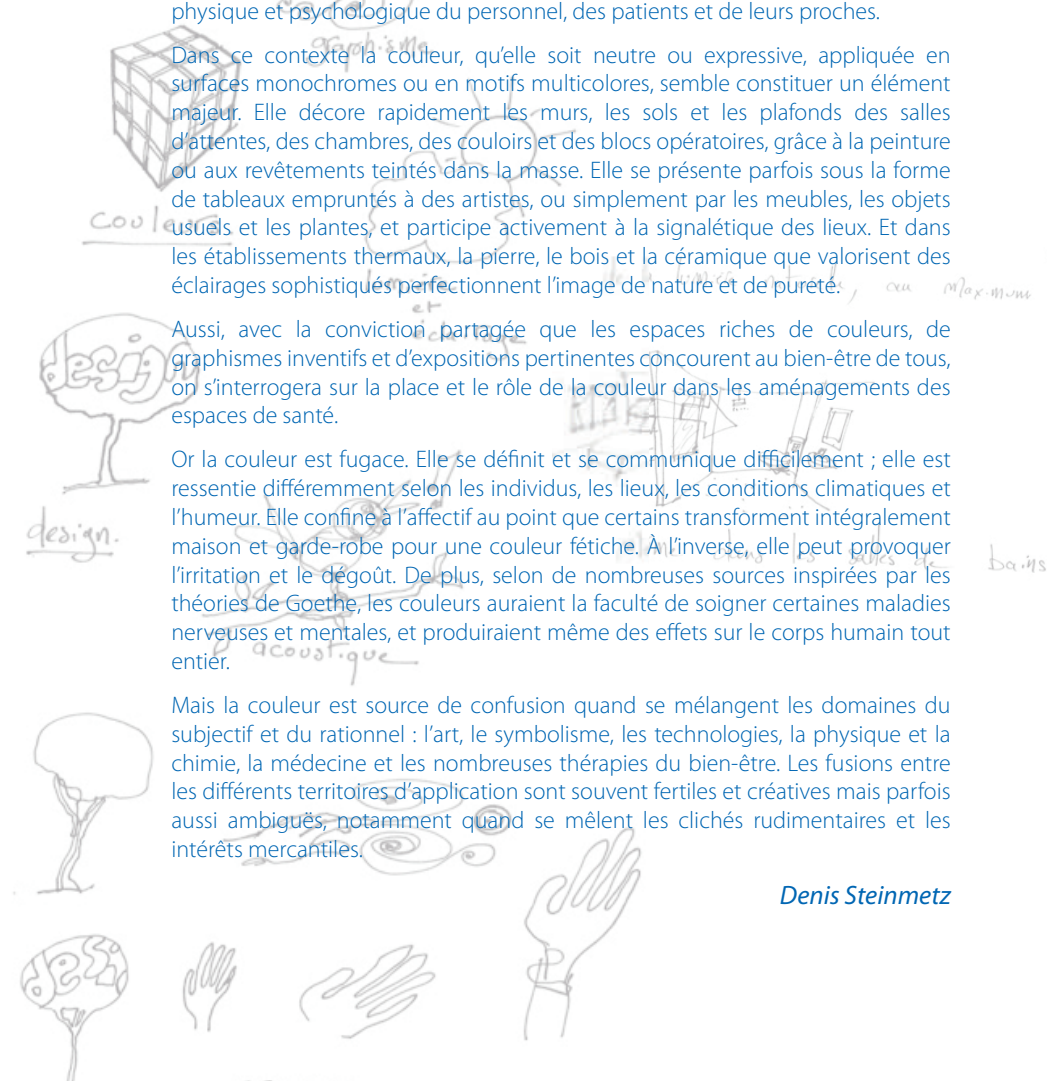 physique et psychologique du personnel, des patients et de leurs proches.
graphisme
Dans ce contexte la couleur, qu'elle soit neutre ou expressive, appliquée en
surfaces monochromes ou en motifs multicolores, semble constituer un élément
majeur. Elle décore rapidement les murs, les sols et les plafonds des salles
d'attentes, des chambres, des couloirs et des blocs opératoires, grâce à la peinture
ou aux revêtements teintés dans la masse. Elle se présente parfois sous la forme
de tableaux empruntés à des artistes, ou simplement par les meubles, les objets
usuels et les plantes, et participe activement à la signalétique des lieux. Et dans
les établissements thermaux, la pierre, le bois et la céramique que valorisent des
éclairages sophistiqués perfectionnent l'image de nature et de pureté.
couleurs
lumière
et
éclairage
au maximum
Aussi, avec la conviction partagée que les espaces riches de couleurs, de
graphismes inventifs et d'expositions pertinentes concourent au bien-être de tous,
on s'interrogera sur la place et le rôle de la couleur dans les aménagements des
espaces de santé.
design
Or la couleur est fugace. Elle se définit et se communique difficilement ; elle est
ressentie différemment selon les individus, les lieux, les conditions climatiques et
l'humeur. Elle confine à l'affectif au point que certains transforment intégralement
maison et garde-robe pour une couleur fétiche. À l'inverse, elle peut provoquer
l'irritation et le dégoût. De plus, selon de nombreuses sources inspirées par les
théories de Goethe, les couleurs auraient la faculté de soigner certaines maladies
nerveuses et mentales, et produiraient même des effets sur le corps humain tout
entier.
design.
dans les salles de bains
acoustique
Mais la couleur est source de confusion quand se mélangent les domaines du
subjectif et du rationnel : l'art, le symbolisme, les technologies, la physique et la
chimie, la médecine et les nombreuses thérapies du bien-être. Les fusions entre
les différents territoires d'application sont souvent fertiles et créatives mais parfois
aussi ambiguës, notamment quand se mêlent les clichés rudimentaires et les
intérêts mercantiles.
Denis Steinmetz
desi